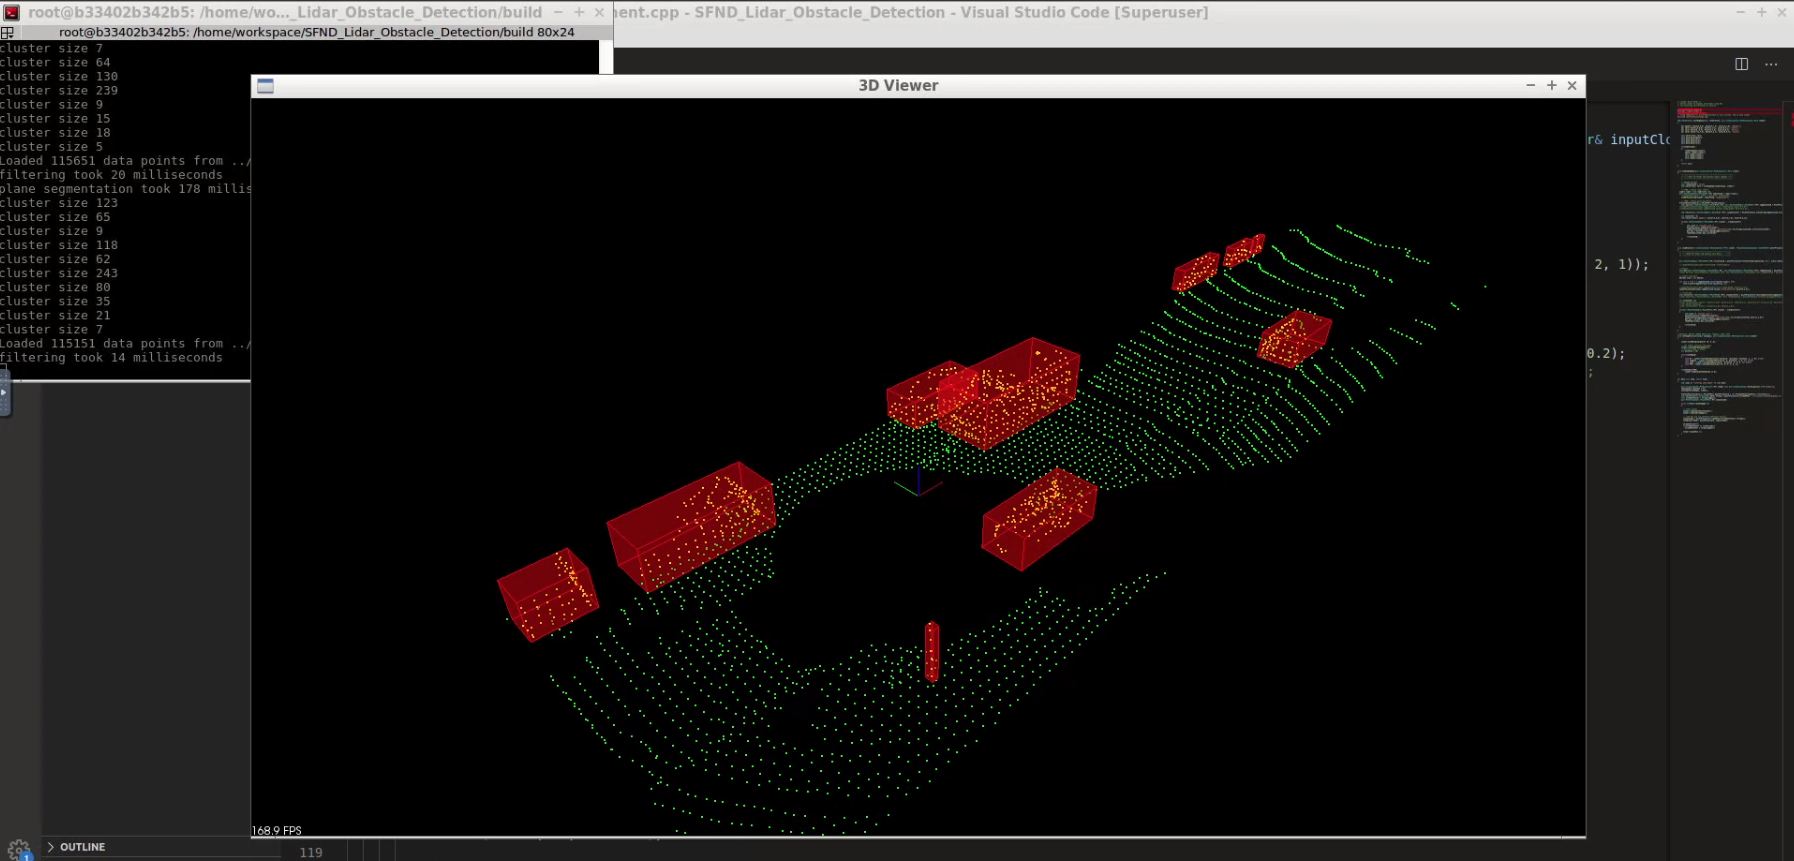 root@b33402b342b5: /home/wo..._Lidar_Obstacle_Detection/build
nent.cpp - SFND_Lidar_Obstacle_Detection - Visual Studio Code [Superuser]
root@b33402b342b5: /home/workspace/SFND_Lidar_Obstacle_Detection/build 80x24
cluster size 7
cluster size 64
cluster size 130
cluster size 239
cluster size 9
cluster size 15
cluster size 18
cluster size 5
Loaded 115651 data points from ../
filtering took 20 milliseconds
plane segmentation took 178 millis
cluster size 123
cluster size 65
cluster size 9
cluster size 118
cluster size 62
cluster size 243
cluster size 80
cluster size 35
cluster size 21
cluster size 7
Loaded 115151 data points from ../
filtering took 14 milliseconds
3D Viewer
r& inputClo
2, 1));
0.2);
;
168.9 FPS
1
OUTLINE
119